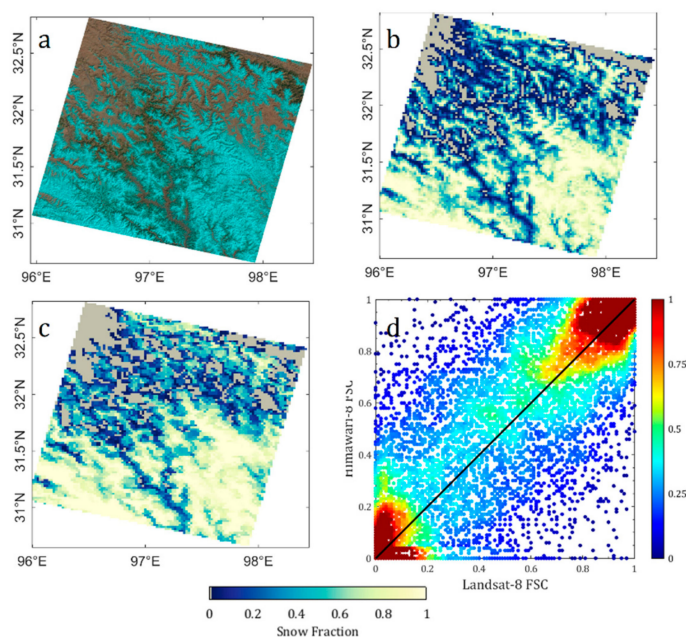 a
32.5°N
32°N
31.5°N
31°N
96°E
97°E
98°E
b
32.5°N
32°N
31.5°N
31°N
96°E
97°E
98°E
c
32.5°N
32°N
31.5°N
31°N
96°E
97°E
98°E
d
1
0.8
0.6
0.4
0.2
0
Himawari-8 FSC
0
0.2
0.4
0.6
0.8
1
Landsat-8 FSC
1
0.75
0.5
0.25
0
0
0.2
0.4
0.6
0.8
1
Snow Fraction